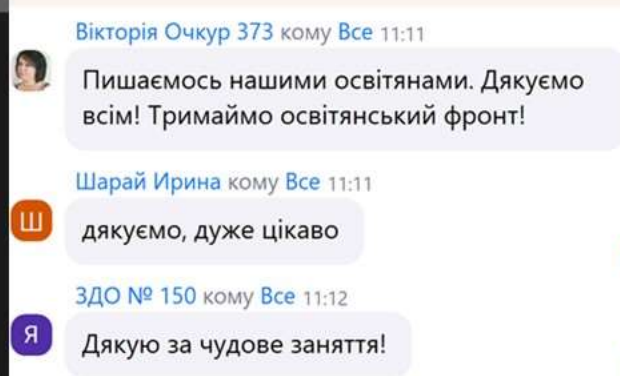 Вікторія Очкур 373 кому Все 11:11
Пишаємось нашими освітянами. Дякуємо
всім! Тримаймо освітянський фронт!
Шарай Ирина кому Все 11:11
Ш
дякуємо, дуже цікаво
ЗДО № 150 кому Все 11:12
Я
Дякую за чудове заняття!